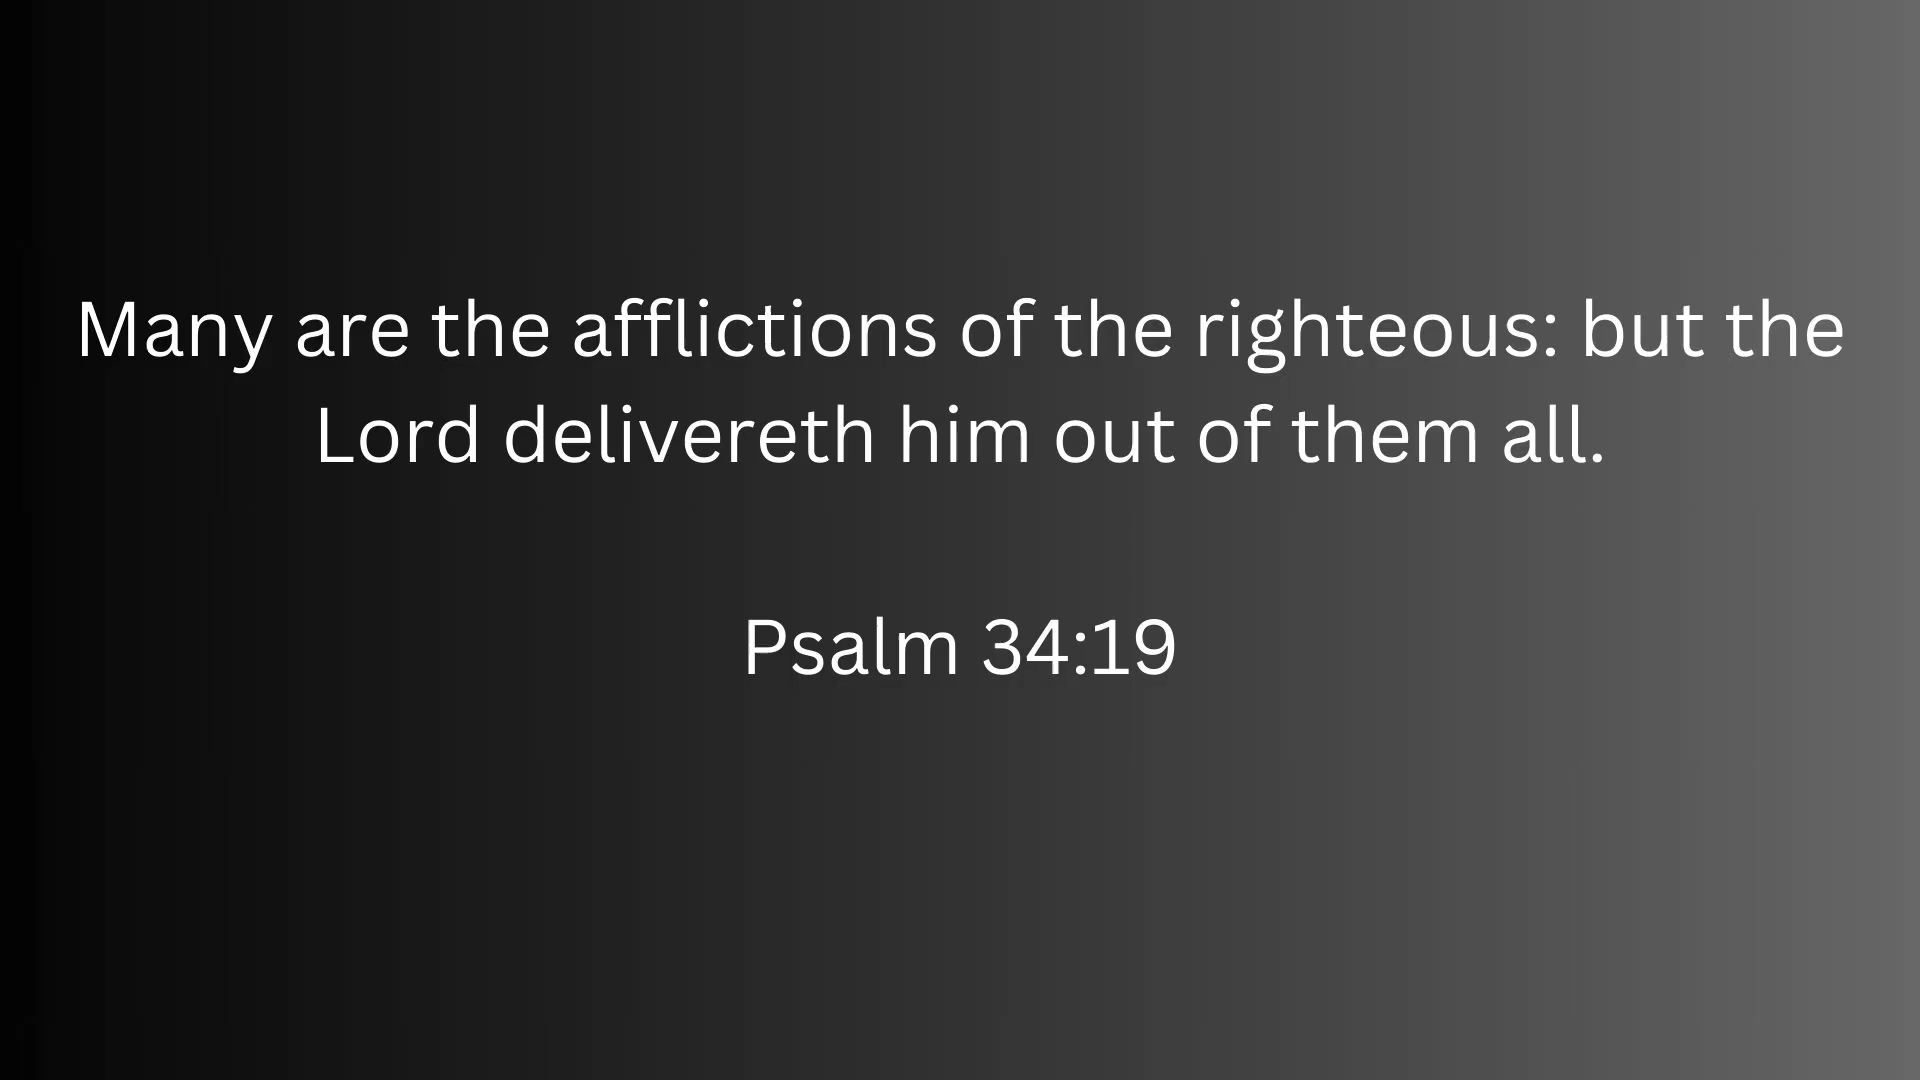 Many are the afflictions of the righteous: but the
Lord delivereth him out of them all.
Psalm 34:19